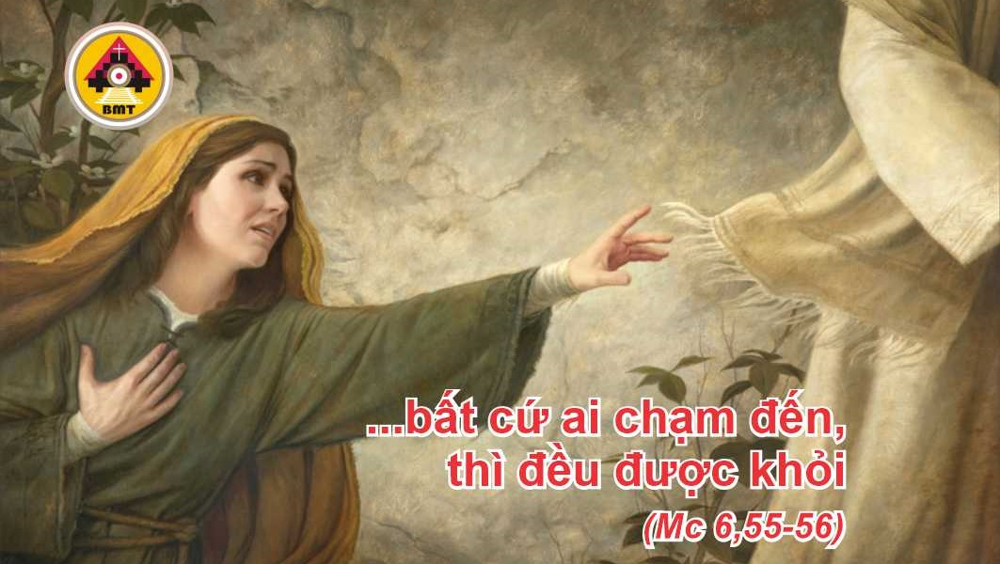 BMT
...bất cứ ai chạm đến,
thì đều được khỏi
(Mc 6,55-56)